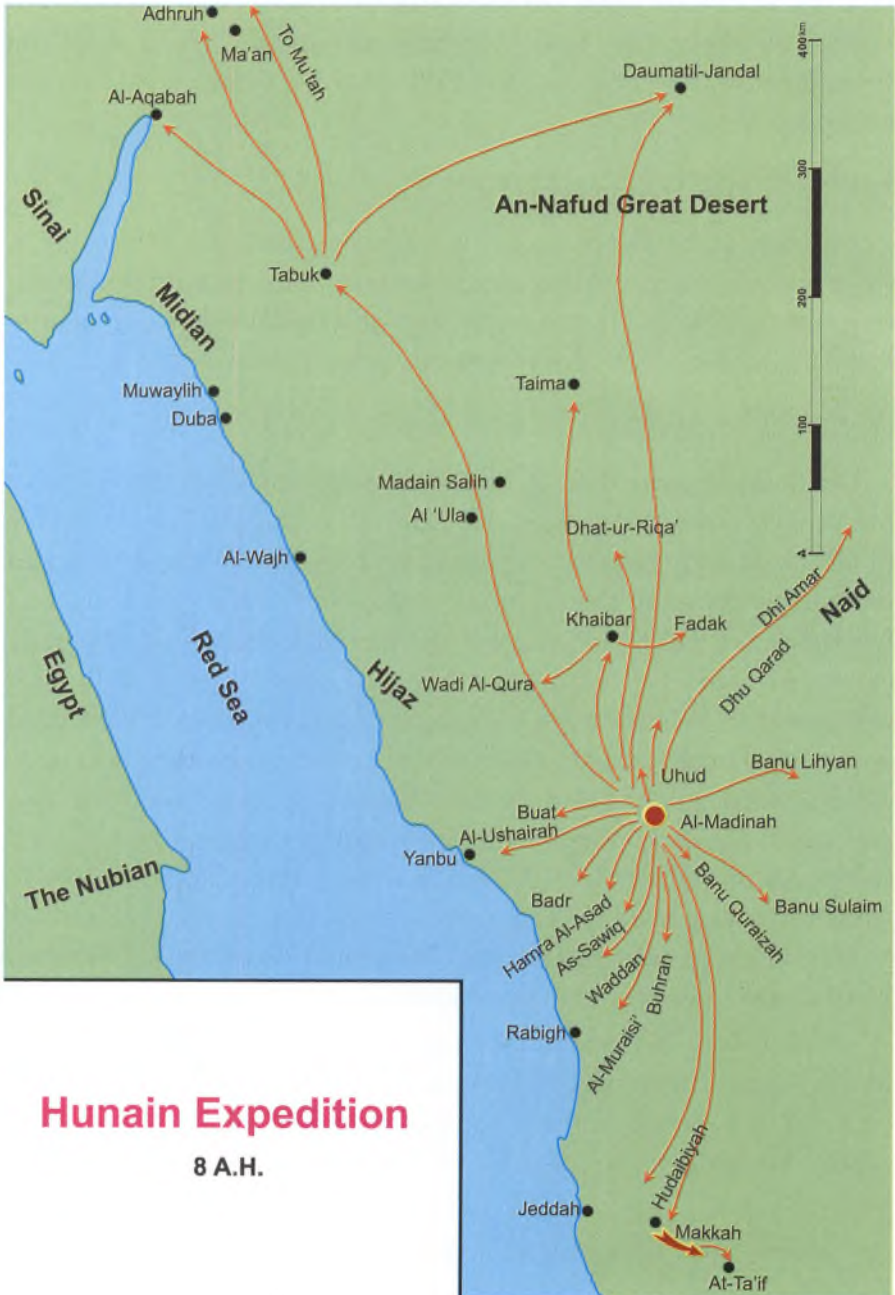 Adhruh
Ma'an
To Mu'tah
Daumatil-Jandal
400 km
Al-Aqabah
300
Sinai
An-Nafud Great Desert
Tabuk
200
Midian
Muwaylih
Taima
Duba
100
Madain Salih
Al 'Ula
Dhat-ur-Riqa'
Al-Wajh
Dhi Amar
Najd
Khaibar
Fadak
Red Sea
Hijaz
Wadi Al-Qura
Dhu Qarad
Egypt
Uhud
Banu Lihyan
Buat
Al-Madinah
Al-Ushairah
Yanbu
The Nubian
Badr
Banu Quraizah
Banu Sulaim
Hamra Al-Asad
As-Sawiq
Waddan
Buhran
Rabigh
Al-Muraisi'
Hunain Expedition
8 A.H.
Hudaibiyah
Jeddah
Makkah
At-Ta'if